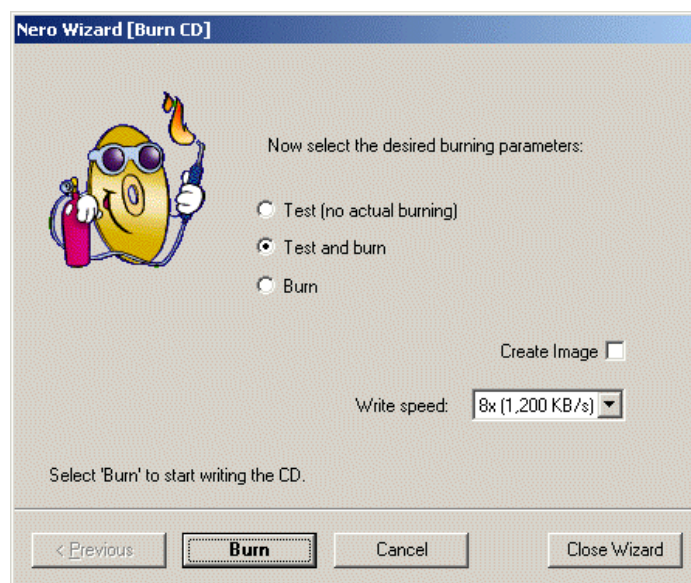 Nero Wizard [Burn CD]
Now select the desired burning parameters:
Test (no actual burning)
Test and burn
Burn
Create Image
Write speed: 8x (1,200 KB/s)
Select 'Burn' to start writing the CD.
< Previous Burn Cancel Close Wizard